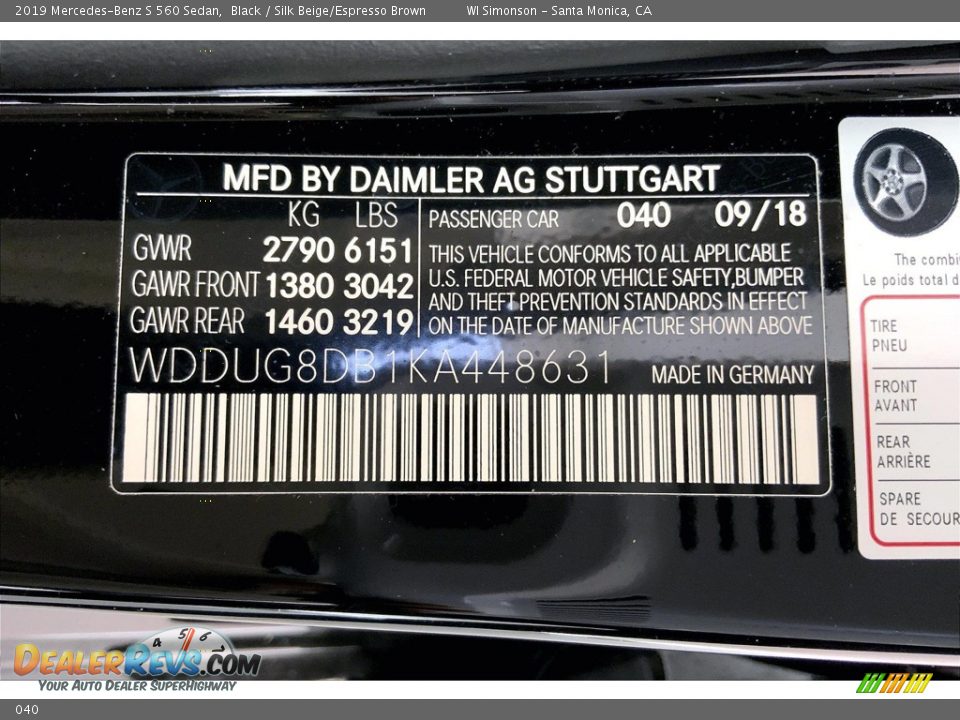 2019 Mercedes-Benz S 560 Sedan, Black / Silk Beige/Espresso Brown WI Simonson - Santa Monica, CA
MFD BY DAIMLER AG STUTTGART
KG LBS
GVWR 2790 6151
GAWR FRONT 1380 3042
GAWR REAR 1460 3219
PASSENGER CAR 040 09/18
THIS VEHICLE CONFORMS TO ALL APPLICABLE
U.S. FEDERAL MOTOR VEHICLE SAFETY,BUMPER
AND THEFT PREVENTION STANDARDS IN EFFECT
ON THE DATE OF MANUFACTURE SHOWN ABOVE
WDDUG8DB1KA448631 MADE IN GERMANY
The combi
Le poids total d
TIRE
PNEU
FRONT
AVANT
REAR
ARRIÈRE
SPARE
DE SECOUR
4 5 6
DEALERREVS.COM
YOUR AUTO DEALER SUPERHIGHWAY
040